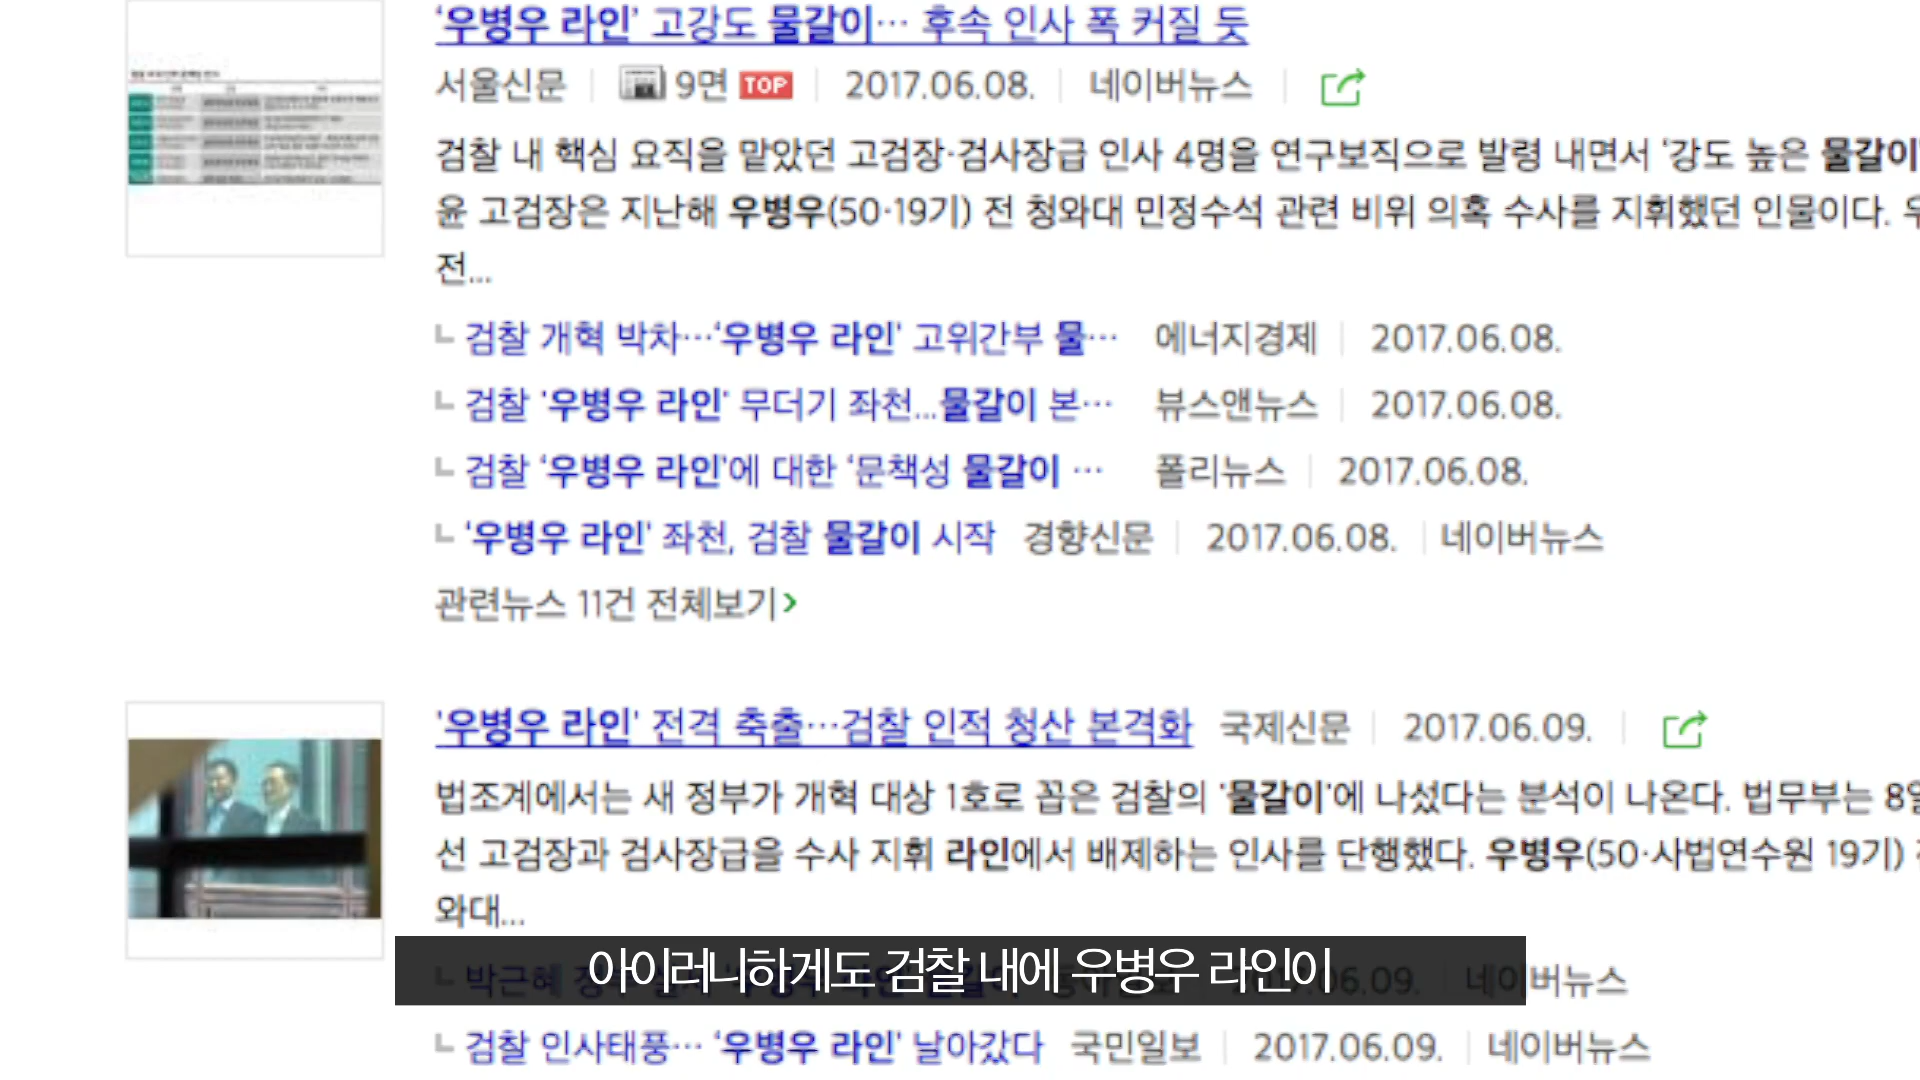 ‘우병우 라인’ 고강도 물갈이… 후속 인사 폭 커질 듯
서울신문 9면 TOP 2017.06.08. 네이버뉴스
검찰 내 핵심 요직을 맡았던 고검장·검사장급 인사 4명을 연구보직으로 발령 내면서 ‘강도 높은 물갈이’
윤 고검장은 지난해 우병우(50·19기) 전 청와대 민정수석 관련 비위 의혹 수사를 지휘했던 인물이다. 우
전...
검찰 개혁 박차…‘우병우 라인’ 고위간부 물… 에너지경제 2017.06.08.
검찰 '우병우 라인' 무더기 좌천...물갈이 본… 뷰스앤뉴스 2017.06.08.
검찰 ‘우병우 라인’에 대한 ‘문책성 물갈이 … 폴리뉴스 2017.06.08.
‘우병우 라인’ 좌천, 검찰 물갈이 시작 경향신문 2017.06.08. 네이버뉴스
관련뉴스 11건 전체보기
'우병우 라인' 전격 축출…검찰 인적 청산 본격화 국제신문 2017.06.09.
법조계에서는 새 정부가 개혁 대상 1호로 꼽은 검찰의 '물갈이'에 나섰다는 분석이 나온다. 법무부는 8일
선 고검장과 검사장급을 수사 지휘 라인에서 배제하는 인사를 단행했다. 우병우(50·사법연수원 19기) 전
와대...
아이러니하게도 검찰 내에 우병우 라인이
박근혜 06.09. 네이버뉴스
검찰 인사태풍… ‘우병우 라인’ 날아갔다 국민일보 2017.06.09. 네이버뉴스